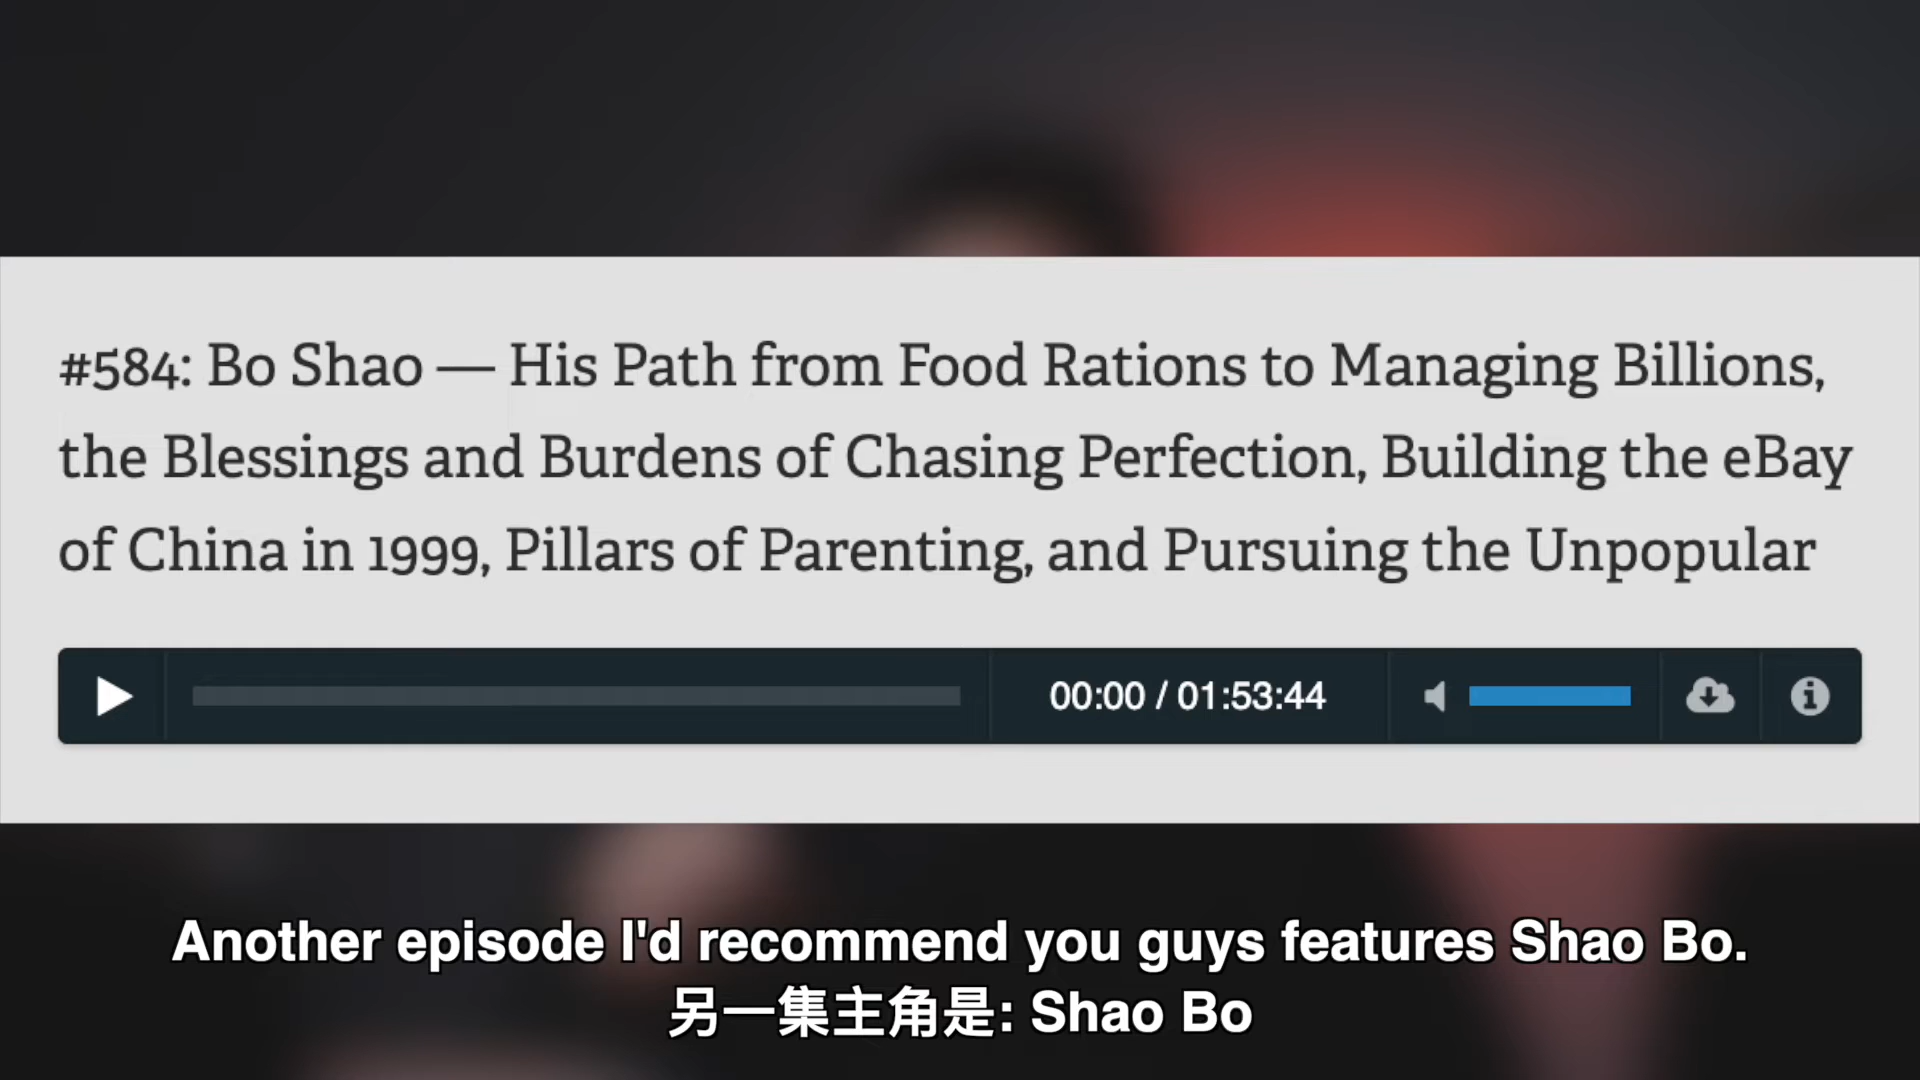 #584: Bo Shao — His Path from Food Rations to Managing Billions,
the Blessings and Burdens of Chasing Perfection, Building the eBay
of China in 1999, Pillars of Parenting, and Pursuing the Unpopular
00:00 / 01:53:44
Another episode I'd recommend you guys features Shao Bo.
另一集主角是: Shao Bo